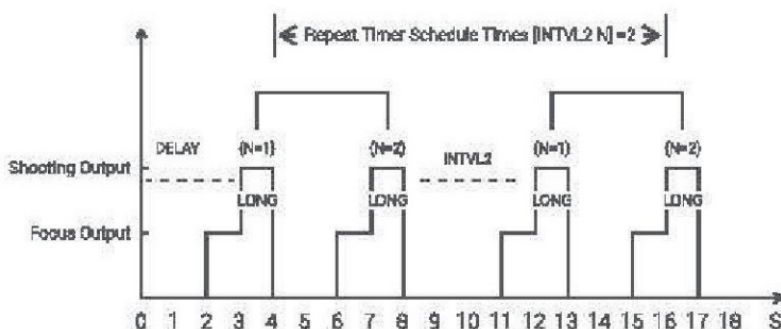 Repeat Timer Schedule Times [INTVL2 N] =2
DELAY (N=1) (N=2) INTVL2 (N=1) (N=2)
Shooting Output
LONG LONG LONG LONG
Focus Output
0 1 2 3 4 5 6 7 8 9 10 11 12 13 14 15 16 17 18 S